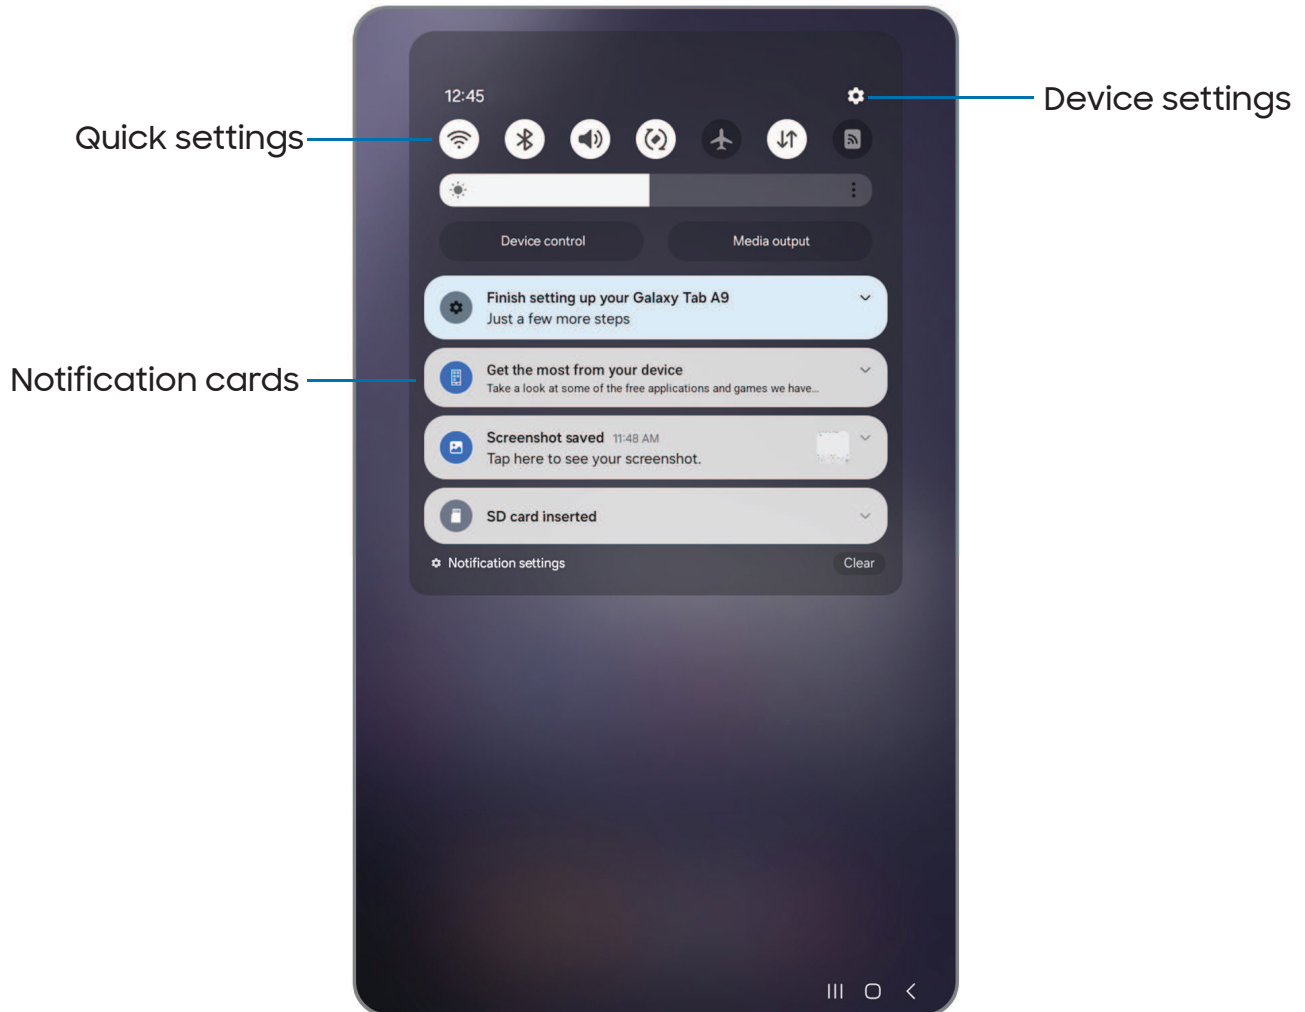 12:45
Device settings
Quick settings
Device control
Media output
Finish setting up your Galaxy Tab A9
Just a few more steps
Notification cards
Get the most from your device
Take a look at some of the free applications and games we have...
Screenshot saved 11:48 AM
Tap here to see your screenshot.
SD card inserted
Notification settings
Clear